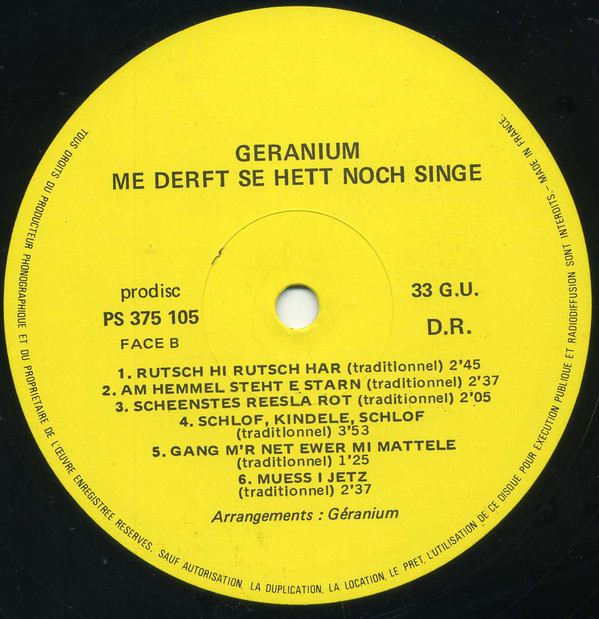 GERANIUM
ME DERFT SE HETT NOCH SINGE
prodisc
PS 375 105
FACE B
33 G.U.
D.R.
1. RUTSCH HI RUTSCH HAR (traditionnel) 2'45
2. AM HEMMEL STEHT E STARN (traditionnel) 2'37
3. SCHEENSTES REESLA ROT (traditionnel) 2'05
4. SCHLOF, KINDELE, SCHLOF
(traditionnel) 3'53
5. GANG M'R NET EWER MI MATTELE
(traditionnel) 1'25
6. MUESS I JETZ
(traditionnel) 2'37
Arrangements : Géranium
TOUS DROITS DU PRODUCTEUR PHONOGRAPHIQUE ET DU PROPRIETAIRE DE L'ŒUVRE ENREGISTREE RESERVES, SAUF AUTORISATION, LA DUPLICATION, LA LOCATION, LE PRET, L'UTILISATION DE CE DISQUE POUR EXECUTION PUBLIQUE ET RADIODIFFUSION SONT INTERDITS. - MADE IN FRANCE.